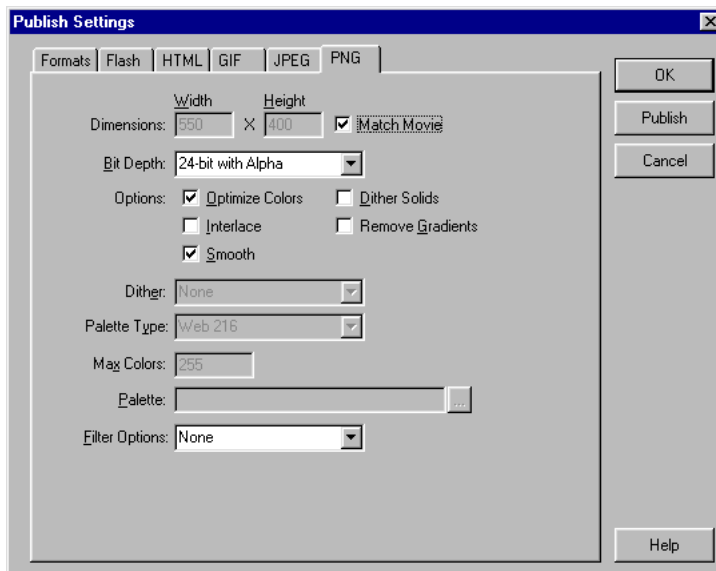 Publish Settings
Formats Flash HTML GIF JPEG PNG
OK
Width Height
Dimensions: 550 X 400 Match Movie
Publish
Bit Depth: 24-bit with Alpha
Cancel
Options: Optimize Colors Dither Solids
Interlace Remove Gradients
Smooth
Dither: None
Palette Type: Web 216
Max Colors: 255
Palette: ...
Filter Options: None
Help